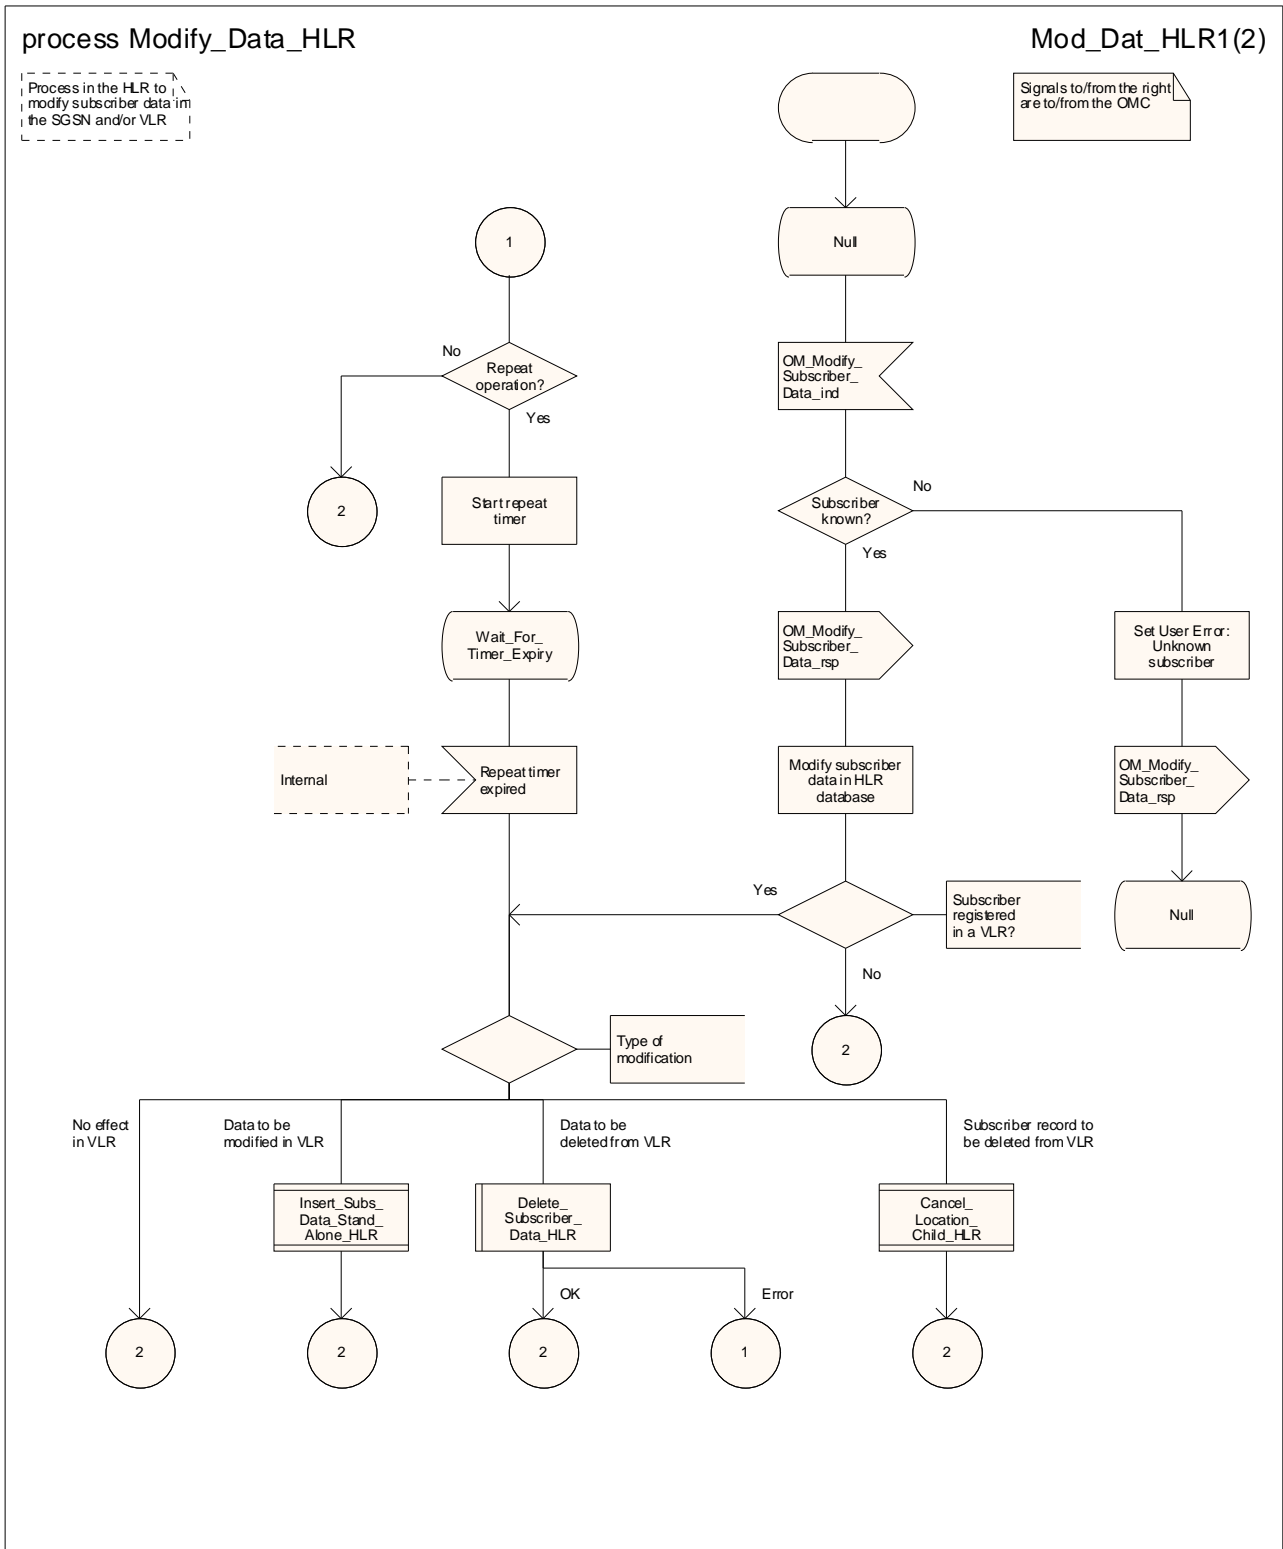 process Modify_Data_HLR
Mod_Dat_HLR1(2)
Process in the HLR to
modify subscriber data in
the SGSN and/or VLR
Signals to/from the right
are to/from the OMC
1
Null
No
Repeat
operation?
Yes
OM_Modify_
Subscriber_
Data_ind
2
Start repeat
timer
Subscriber
known?
No
Yes
Wait_For_
Timer_Expiry
OM_Modify_
Subscriber_
Data_rsp
Set User Error:
Unknown
subscriber
Internal
Repeat timer
expired
Modify subscriber
data in HLR
database
OM_Modify_
Subscriber_
Data_rsp
Yes
Subscriber
registered
in a VLR?
Null
No
Type of
modification
2
No effect
in VLR
Data to be
modified in VLR
Data to be
deleted from VLR
Subscriber record to
be deleted from VLR
Insert_Subs_
Data_Stand_
Alone_HLR
Delete_
Subscriber_
Data_HLR
Cancel_
Location_
Child_HLR
OK
Error
2
2
2
1
2